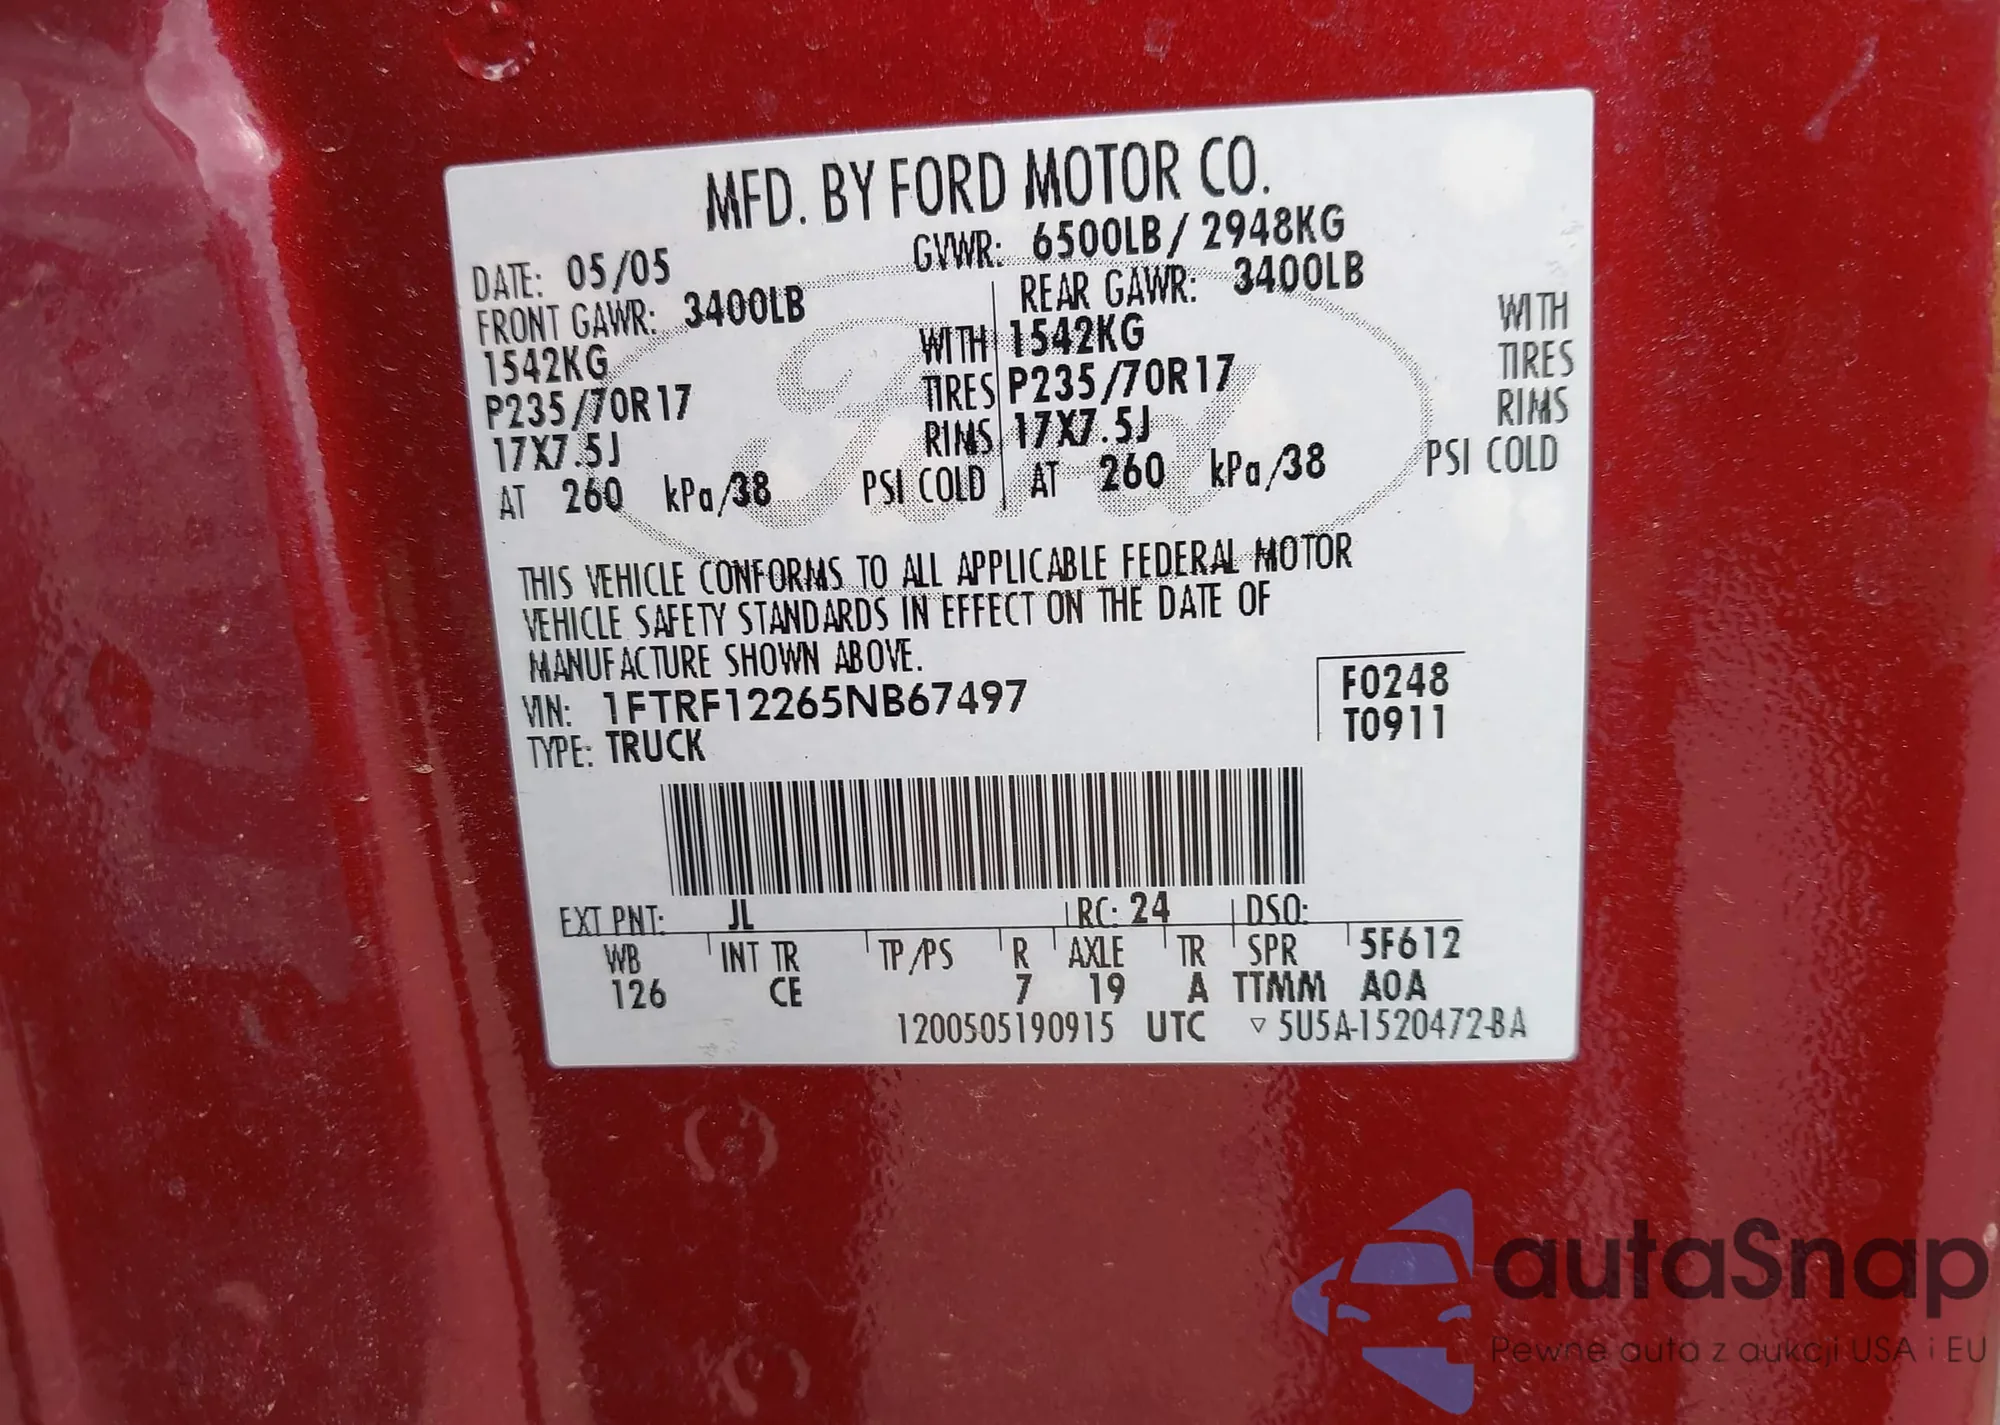 MFD. BY FORD MOTOR CO.
DATE: 05/05 GVWR: 6500LB/ 2948KG
FRONT GAWR: 3400LB REAR GAWR: 3400LB
1542KG WITH 1542KG WITH
P235/70R17 TIRES P235/70R17 TIRES
17X7.5J RIMS 17X7.5J RIMS
AT 260 kPa/38 PSI COLD AT 260 kPa/38 PSI COLD
THIS VEHICLE CONFORMS TO ALL APPLICABLE FEDERAL MOTOR
VEHICLE SAFETY STANDARDS IN EFFECT ON THE DATE OF
MANUFACTURE SHOWN ABOVE.
VIN: 1FTRF12265NB67497 F0248
TYPE: TRUCK T0911
EXT PNT: JL RC: 24 DSO:
WB INT TR TP/PS R AXLE TR SPR 5F612
126 CE 7 19 A TTMM A0A
1200505190915 UTC ▽ 5U5A-1520472-BA
Ford
autaSnap
Pewne auta z aukcji USA i EU